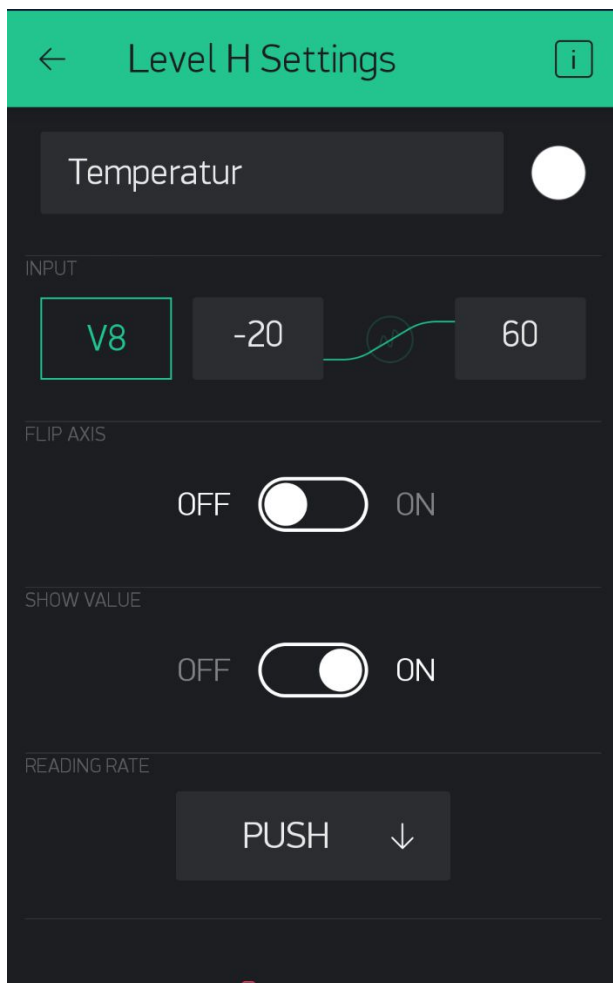 Level H Settings
i
Temperatur
INPUT
V8 -20 60
FLIP AXIS
OFF ON
SHOW VALUE
OFF ON
READING RATE
PUSH